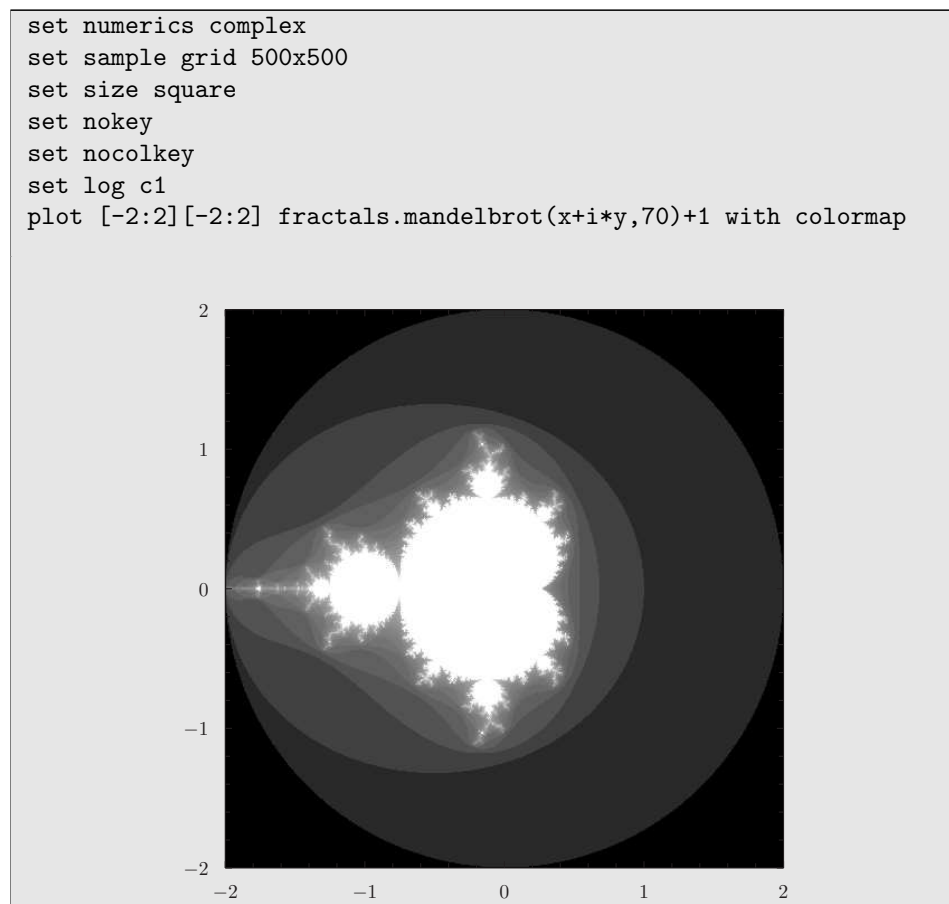 set numerics complex
set sample grid 500x500
set size square
set nokey
set nocolkey
set log c1
plot [-2:2][-2:2] fractals.mandelbrot(x+i*y,70)+1 with colormap
2
1
0
−1
−2
−2 −1 0 1 2